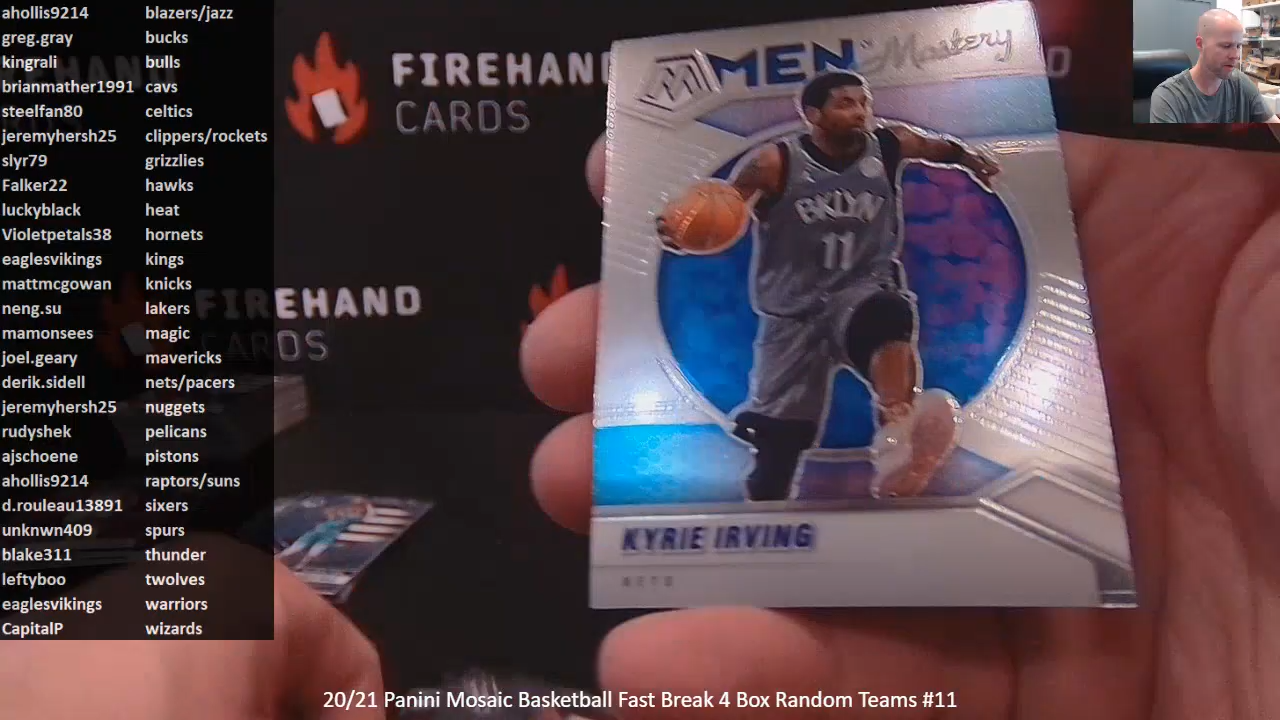 ahollis9214 blazers/jazz
greg.gray bucks
kingrali bulls
brianmather1991 cavs
steelfan80 celtics
jeremyhersh25 clippers/rockets
slyr79 grizzlies
Falker22 hawks
luckyblack heat
Violetpetals38 hornets
eaglesvikings kings
mattmcgowan knicks
neng.su lakers
mamonsees magic
joel.geary mavericks
derik.sidell nets/pacers
jeremyhersh25 nuggets
rudyshek pelicans
ajschoene pistons
ahollis9214 raptors/suns
d.rouleau13891 sixers
unknwn409 spurs
blake311 thunder
leftyboo twolves
eaglesvikings warriors
CapitalP wizards
FIREHAND
CARDS
FIREHAND
CARDS
MEN of Mastery
BKLYN
11
KYRIE IRVING
NETS
20/21 Panini Mosaic Basketball Fast Break 4 Box Random Teams #11